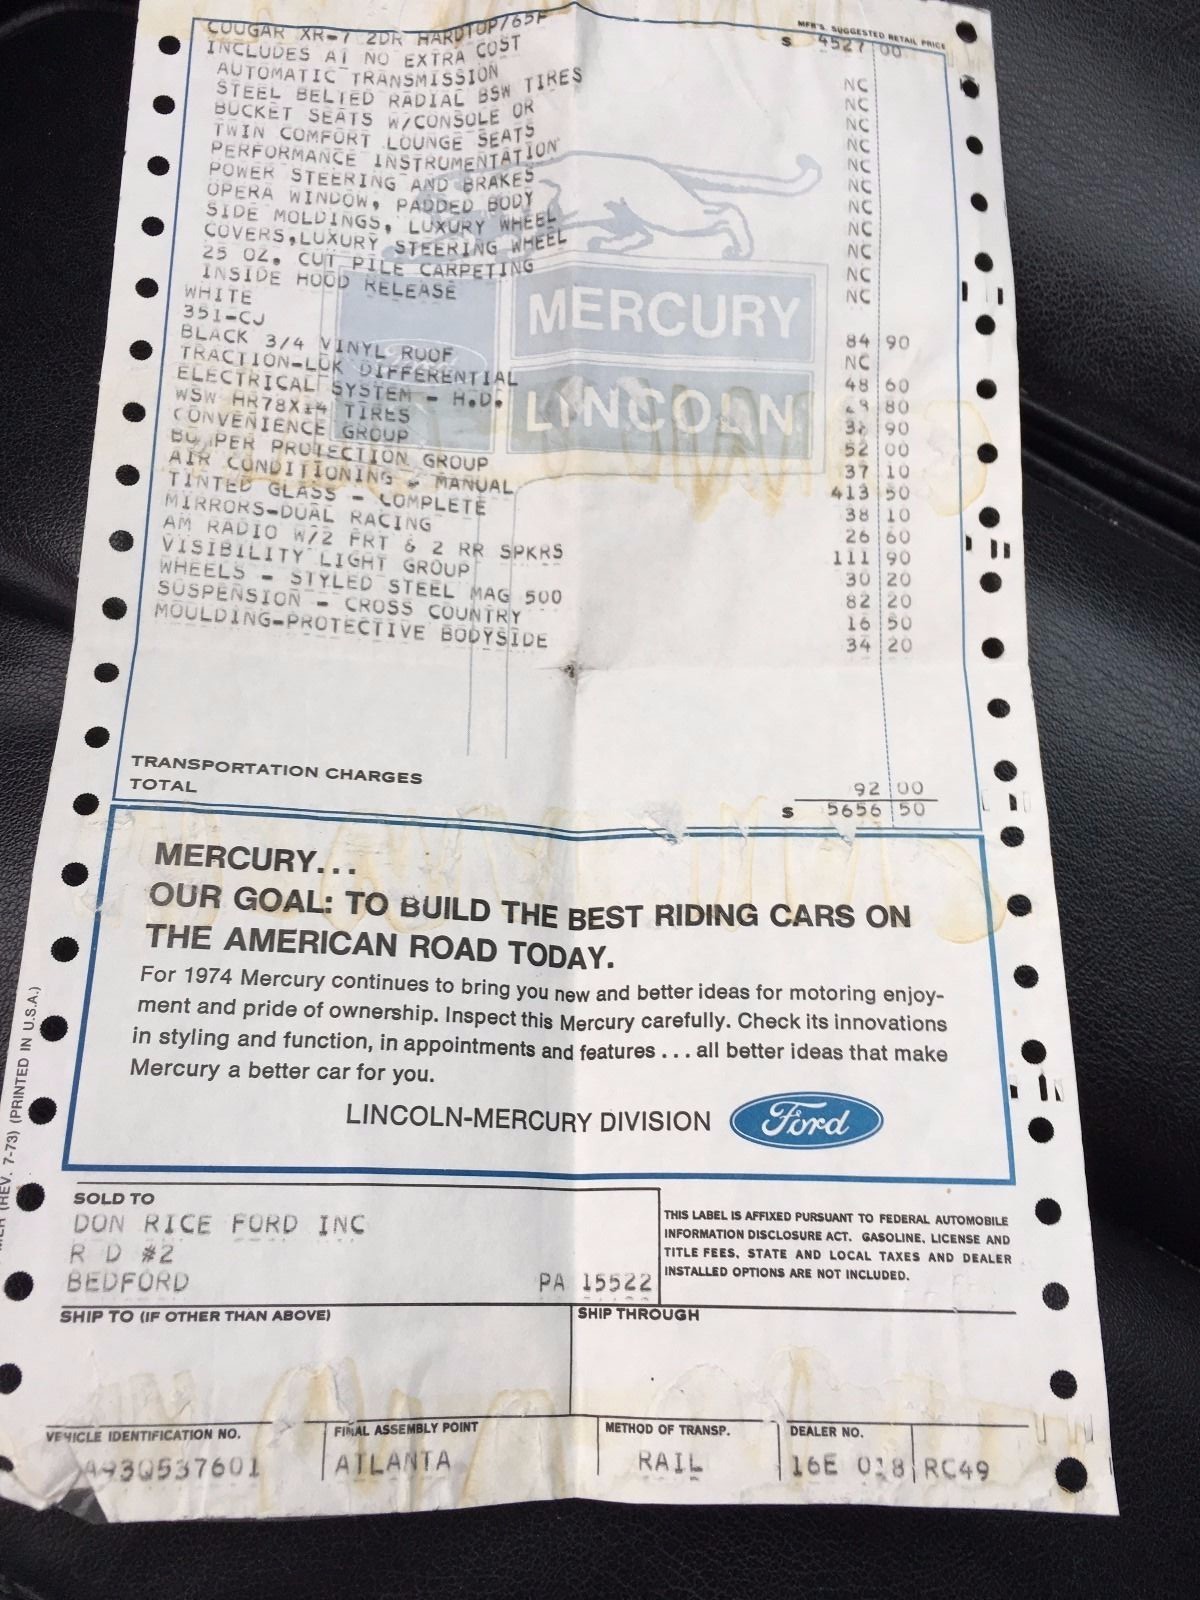 MFR'S. SUGGESTED RETAIL PRICE
COUGAR XR-7 2DR HARDTOP/65F $ 4527 00
INCLUDES AT NO EXTRA COST
AUTOMATIC TRANSMISSION NC
STEEL BELTED RADIAL BSW TIRES NC
BUCKET SEATS W/CONSOLE OR NC
TWIN COMFORT LOUNGE SEATS NC
PERFORMANCE INSTRUMENTATION NC
POWER STEERING AND BRAKES NC
OPERA WINDOW, PADDED BODY NC
SIDE MOLDINGS, LUXURY WHEEL NC
COVERS,LUXURY STEERING WHEEL NC
25 OZ. CUT PILE CARPETING NC
INSIDE HOOD RELEASE NC
WHITE
351-CJ 84 90
BLACK 3/4 VINYL ROOF NC
TRACTION-LOK DIFFERENTIAL 48 60
ELECTRICAL SYSTEM - H.D. 29 80
WSW HR78X14 TIRES 31 90
CONVENIENCE GROUP 52 00
BUMPER PROTECTION GROUP 37 10
AIR CONDITIONING - MANUAL 413 50
TINTED GLASS - COMPLETE 38 10
MIRRORS-DUAL RACING 26 60
AM RADIO W/2 FRT & 2 RR SPKRS 111 90
VISIBILITY LIGHT GROUP 30 20
WHEELS - STYLED STEEL MAG 500 82 20
SUSPENSION - CROSS COUNTRY 16 50
MOULDING-PROTECTIVE BODYSIDE 34 20
MERCURY
LINCOLN
TRANSPORTATION CHARGES 92 00
TOTAL $ 5656 50
MERCURY...
OUR GOAL: TO BUILD THE BEST RIDING CARS ON
THE AMERICAN ROAD TODAY.
For 1974 Mercury continues to bring you new and better ideas for motoring enjoy-
ment and pride of ownership. Inspect this Mercury carefully. Check its innovations
in styling and function, in appointments and features . . . all better ideas that make
Mercury a better car for you.
LINCOLN-MERCURY DIVISION Ford
(REV. 7-73) (PRINTED IN U.S.A.)
SOLD TO
DON RICE FORD INC
R D #2
BEDFORD PA 15522
THIS LABEL IS AFFIXED PURSUANT TO FEDERAL AUTOMOBILE
INFORMATION DISCLOSURE ACT. GASOLINE, LICENSE AND
TITLE FEES, STATE AND LOCAL TAXES AND DEALER
INSTALLED OPTIONS ARE NOT INCLUDED.
SHIP TO (IF OTHER THAN ABOVE) SHIP THROUGH
VEHICLE IDENTIFICATION NO. FINAL ASSEMBLY POINT METHOD OF TRANSP. DEALER NO.
A93Q537601 ATLANTA RAIL 16E 018 RC49